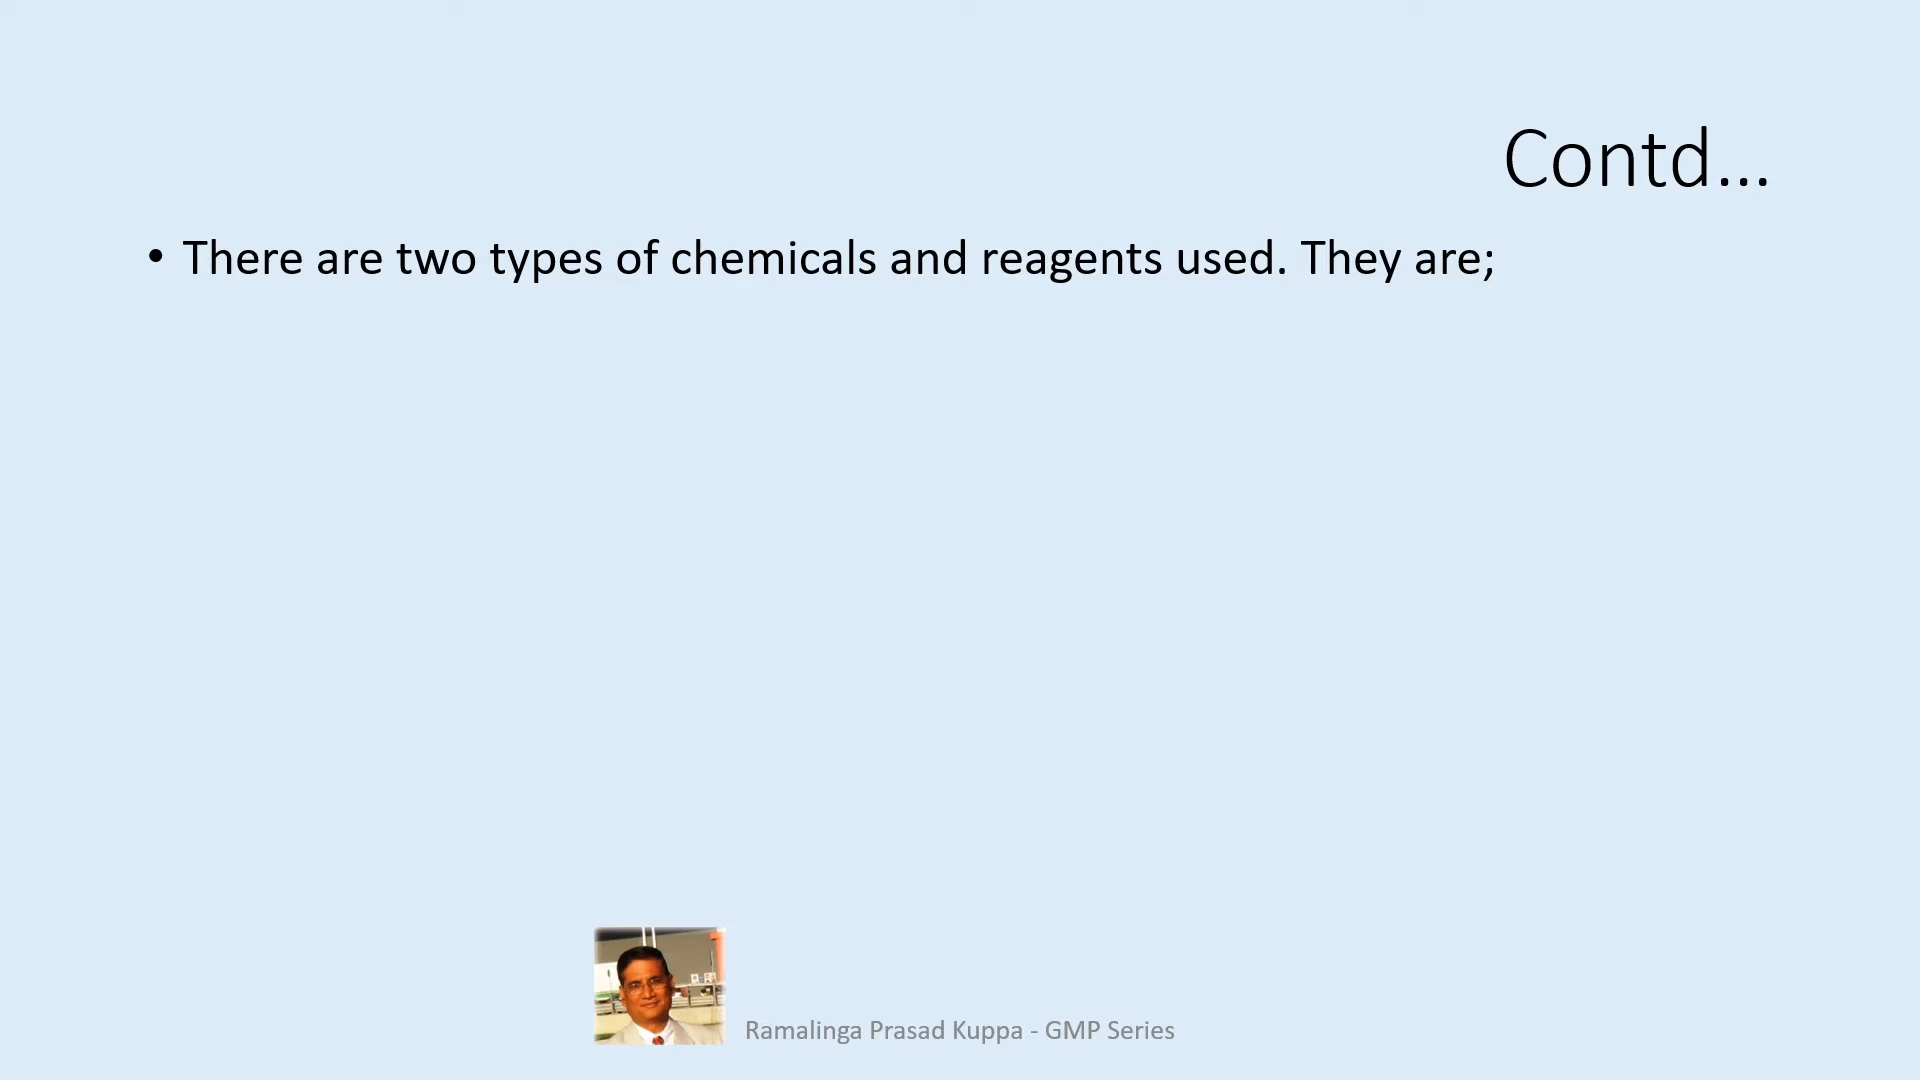 Contd...
• There are two types of chemicals and reagents used. They are;
Ramalinga Prasad Kuppa - GMP Series